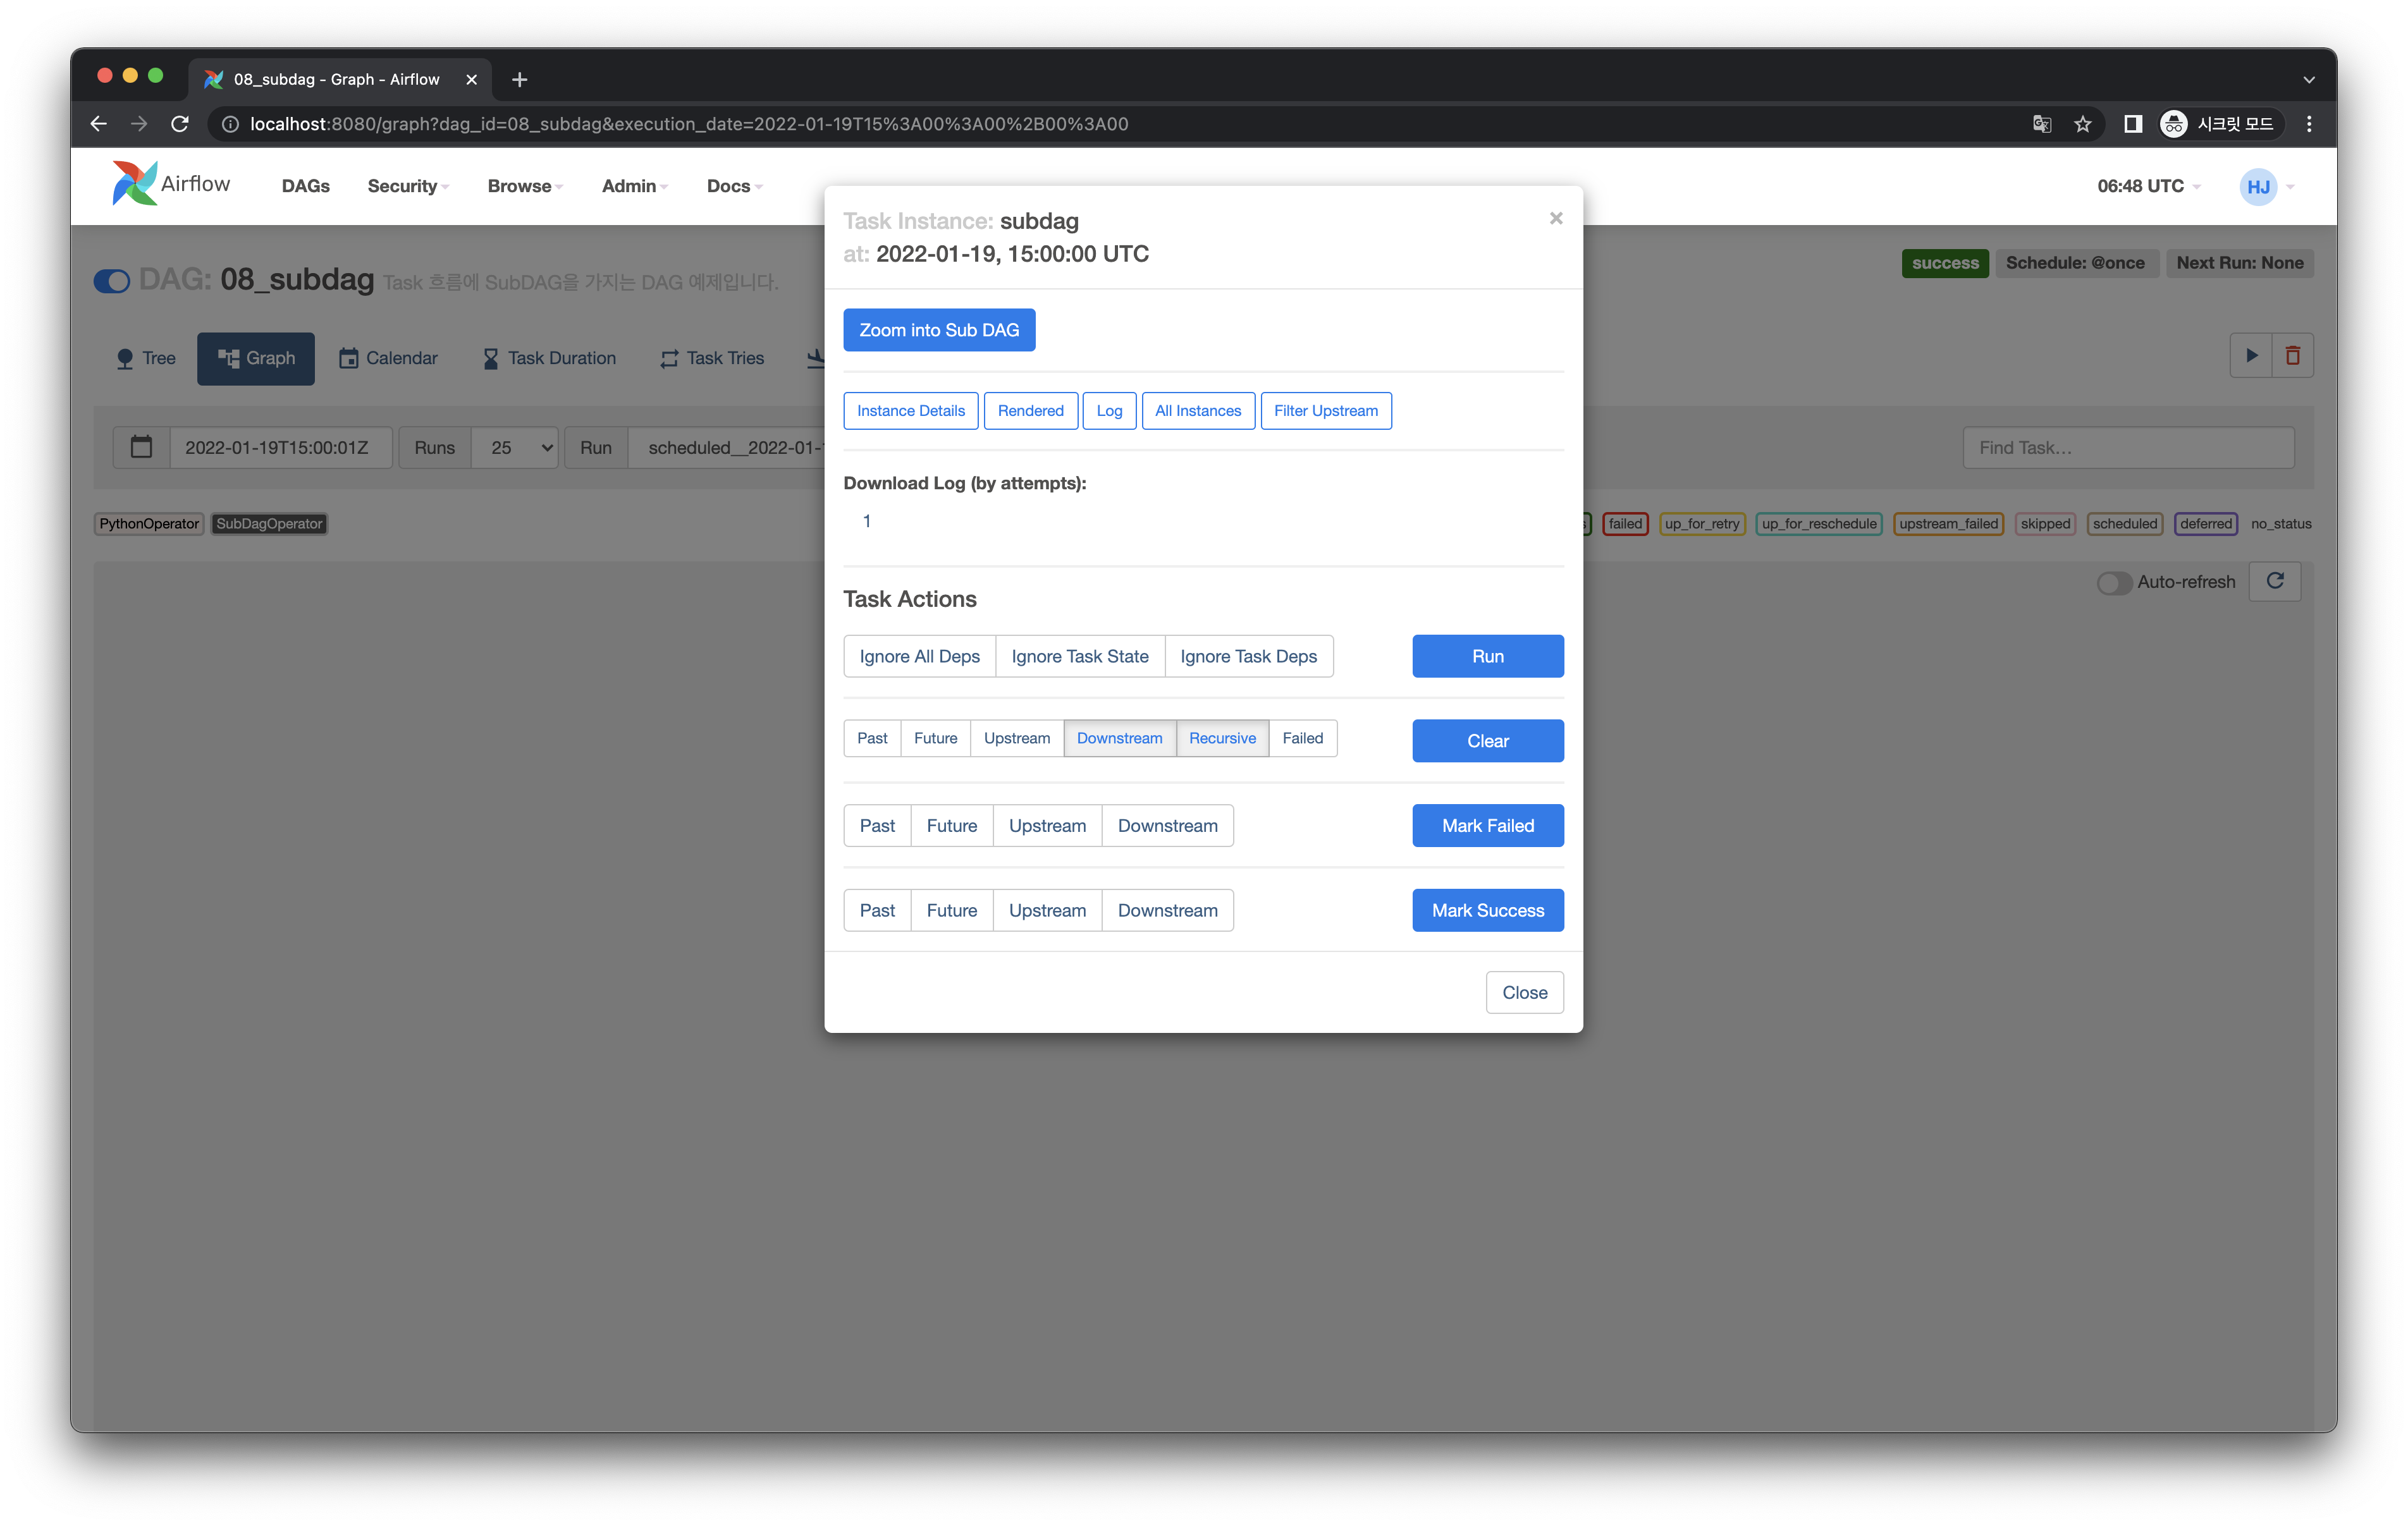 08_subdag - Graph - Airflow
localhost:8080/graph?dag_id=08_subdag&execution_date=2022-01-19T15%3A00%3A00%2B00%3A00
시크릿 모드
Airflow DAGs Security Browse Admin Docs 06:48 UTC HJ
Task Instance: subdag
at: 2022-01-19, 15:00:00 UTC
DAG: 08_subdag Task 흐름에 SubDAG을 가지는 DAG 예제입니다.
success Schedule: @once Next Run: None
Zoom into Sub DAG
Tree Graph Calendar Task Duration Task Tries
Instance Details Rendered Log All Instances Filter Upstream
2022-01-19T15:00:01Z Runs 25 Run scheduled__2022-01-
Find Task...
Download Log (by attempts):
1
PythonOperator SubDagOperator
failed up_for_retry up_for_reschedule upstream_failed skipped scheduled deferred no_status
Auto-refresh
Task Actions
Ignore All Deps Ignore Task State Ignore Task Deps Run
Past Future Upstream Downstream Recursive Failed Clear
Past Future Upstream Downstream Mark Failed
Past Future Upstream Downstream Mark Success
Close